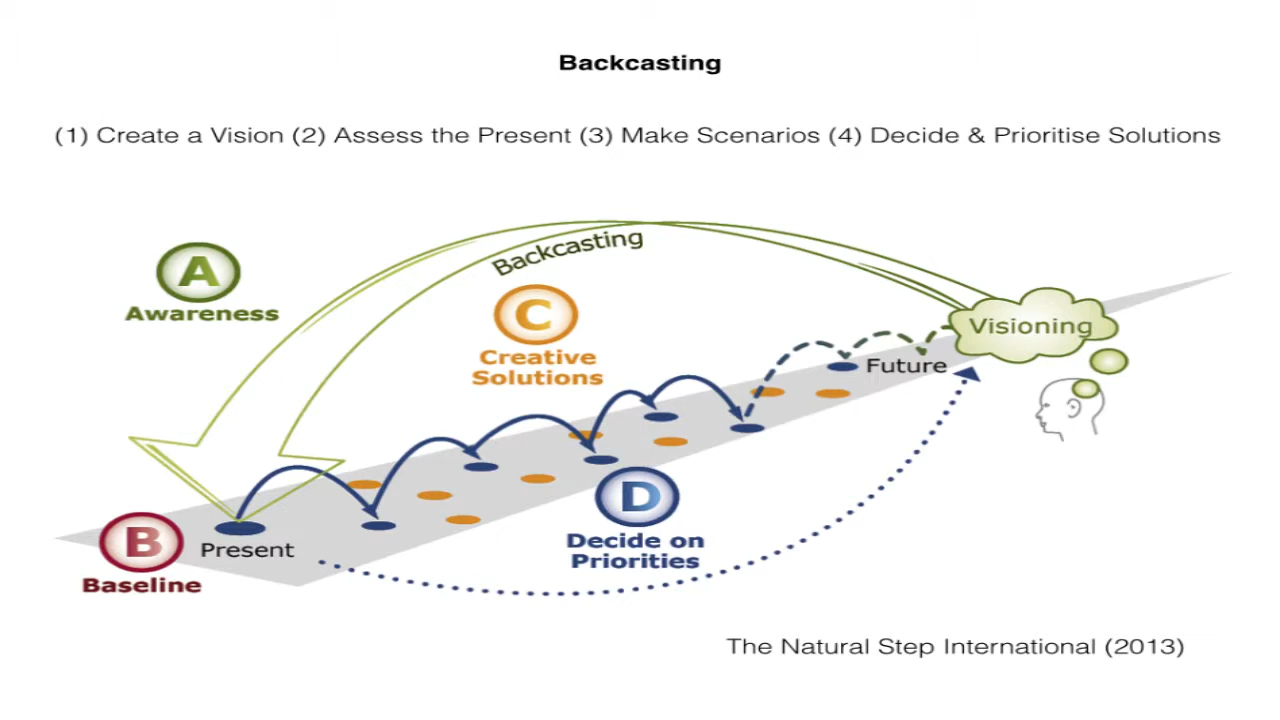 Backcasting
(1) Create a Vision (2) Assess the Present (3) Make Scenarios (4) Decide & Prioritise Solutions
Backcasting
A
Awareness
C
Creative
Solutions
Visioning
Future
D
Decide on
Priorities
B
Present
Baseline
The Natural Step International (2013)